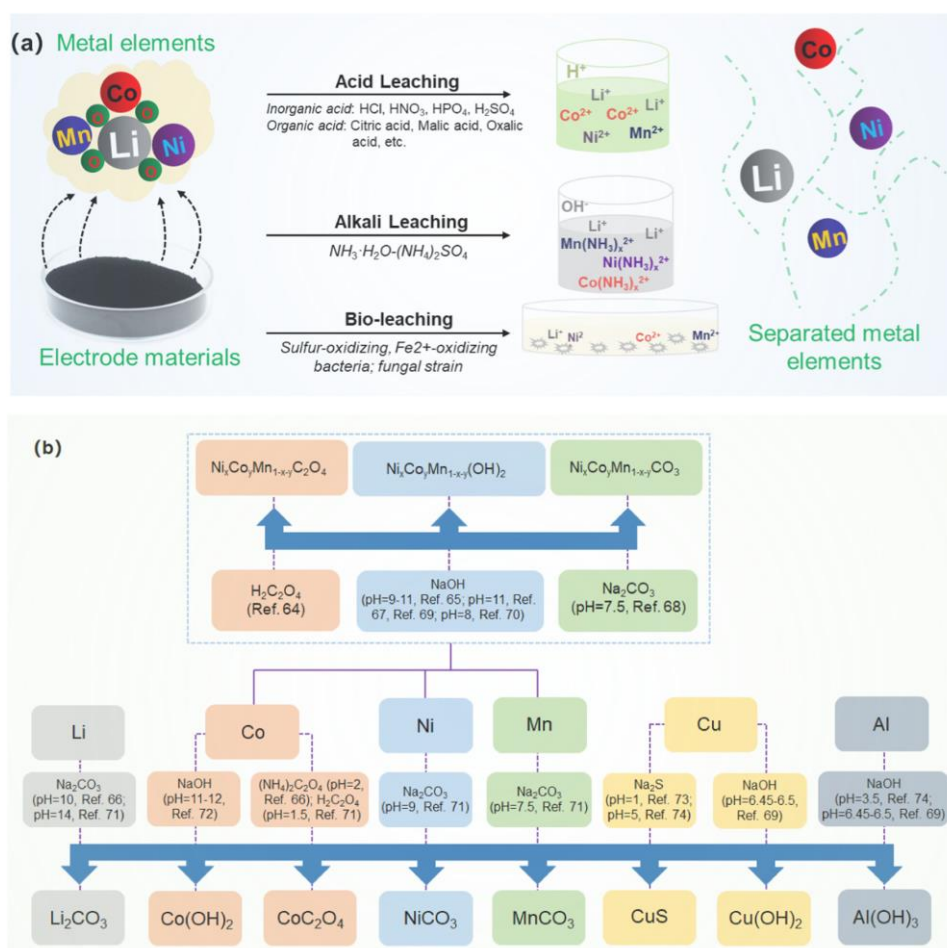 (a) Metal elements
Co
O O
Mn Li Ni
O O
Electrode materials
Acid Leaching
Inorganic acid: HCl, HNO₃, HPO₄, H₂SO₄
Organic acid: Citric acid, Malic acid, Oxalic
acid, etc.
Alkali Leaching
NH₃·H₂O-(NH₄)₂SO₄
Bio-leaching
Sulfur-oxidizing, Fe2+-oxidizing
bacteria; fungal strain
H⁺
Li⁺
Co²⁺ Co²⁺ Li⁺
Ni²⁺ Mn²⁺
OH⁻
Li⁺ Li⁺
Mn(NH₃)ₓ²⁺
Ni(NH₃)ₓ²⁺
Co(NH₃)ₓ²⁺
Li⁺ Ni² Co²⁺ Mn²⁺
Co
Ni
Li
Mn
Separated metal
elements
(b)
NiₓCoᵧMn₁₋ₓ₋ᵧC₂O₄
NiₓCoᵧMn₁₋ₓ₋ᵧ(OH)₂
NiₓCoᵧMn₁₋ₓ₋ᵧCO₃
H₂C₂O₄
(Ref. 64)
NaOH
(pH=9-11, Ref. 65; pH=11, Ref.
67, Ref. 69; pH=8, Ref. 70)
Na₂CO₃
(pH=7.5, Ref. 68)
Li
Co
Ni
Mn
Cu
Al
Na₂CO₃
(pH=10, Ref. 66;
pH=14, Ref. 71)
NaOH
(pH=11-12,
Ref. 72)
(NH₄)₂C₂O₄ (pH=2,
Ref. 66); H₂C₂O₄
(pH=1.5, Ref. 71)
Na₂CO₃
(pH=9, Ref. 71)
Na₂CO₃
(pH=7.5, Ref. 71)
Na₂S
(pH=1, Ref. 73;
pH=5, Ref. 74)
NaOH
(pH=6.45-6.5,
Ref. 69)
NaOH
(pH=3.5, Ref. 74;
pH=6.45-6.5, Ref. 69)
Li₂CO₃
Co(OH)₂
CoC₂O₄
NiCO₃
MnCO₃
CuS
Cu(OH)₂
Al(OH)₃